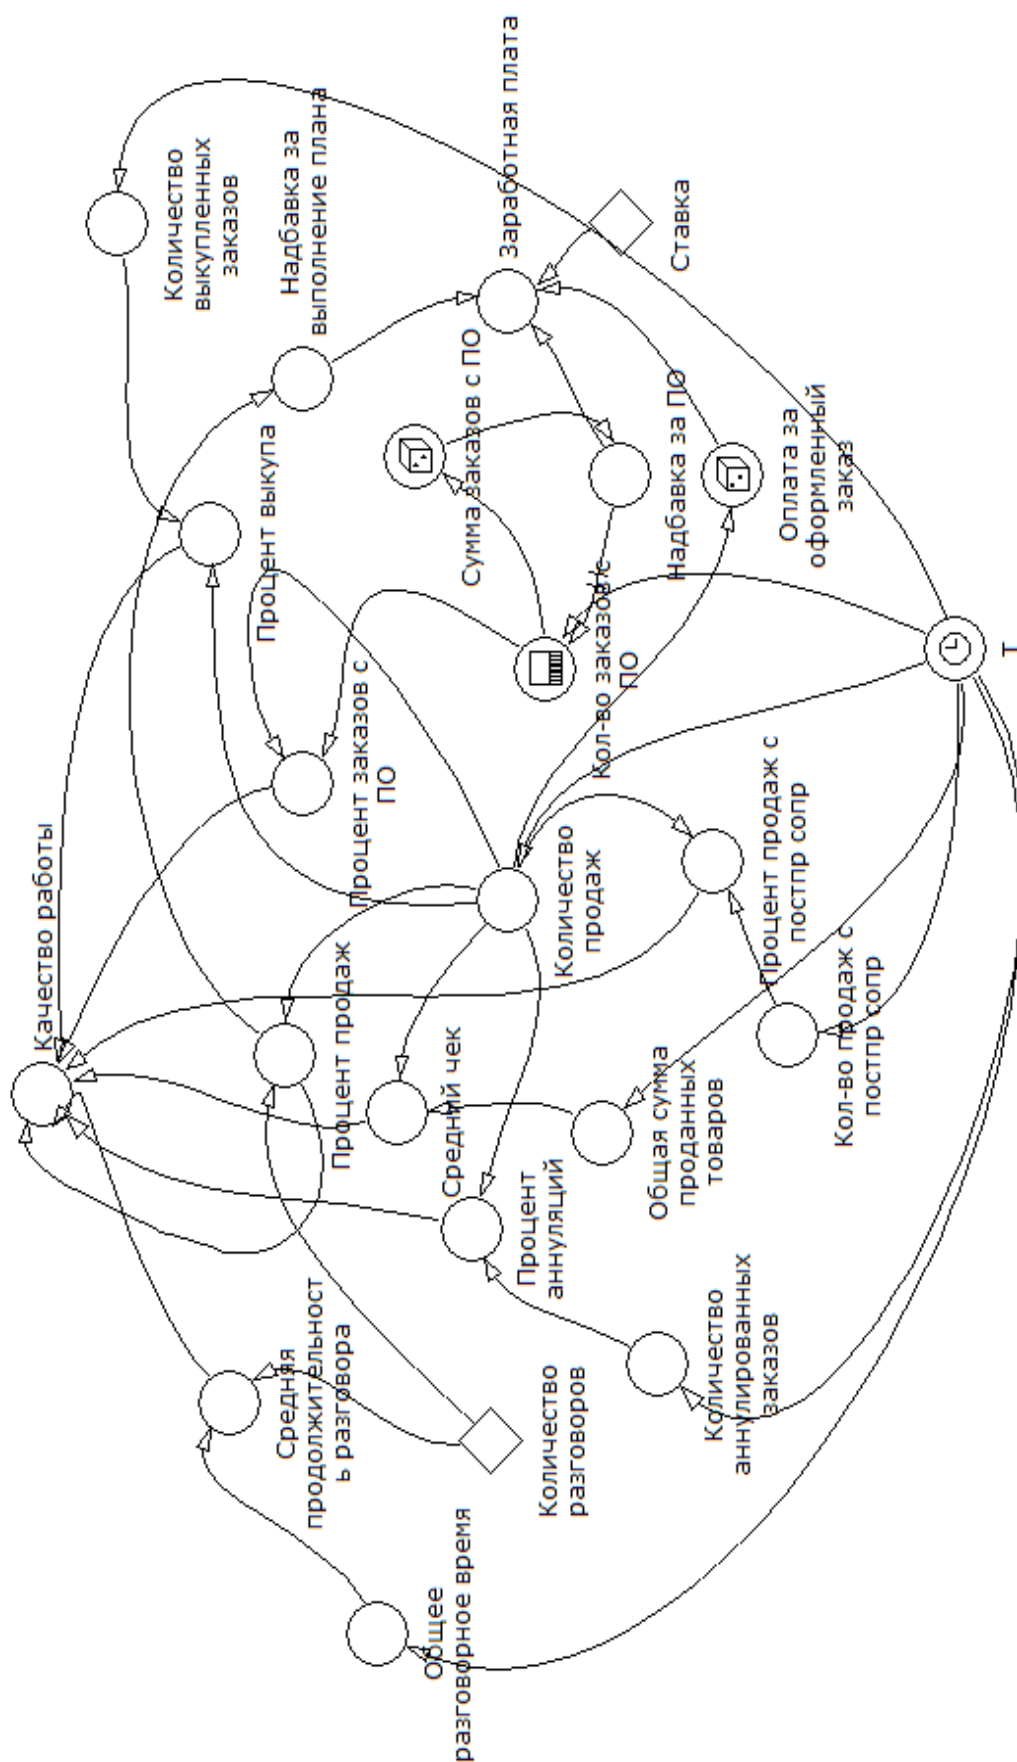 Качество работы
Количество
выкупленных
заказов
Надбавка за
выполнение плана
Процент выкупа
Процент заказов с
ПО
Процент продаж
Средняя
продолжительност
ь разговора
Общее
разговорное время
Заработная плата
Сумма заказов с ПО
Ставка
Надбавка за ПО
Кол-во заказов с
ПО
Оплата за
оформленный
заказ
Количество
продаж
Средний чек
Процент
аннуляций
Количество
разговоров
Процент продаж с
постпр сопр
Общая сумма
проданных
товаров
Кол-во продаж с
постпр сопр
Количество
аннулированных
заказов
Т